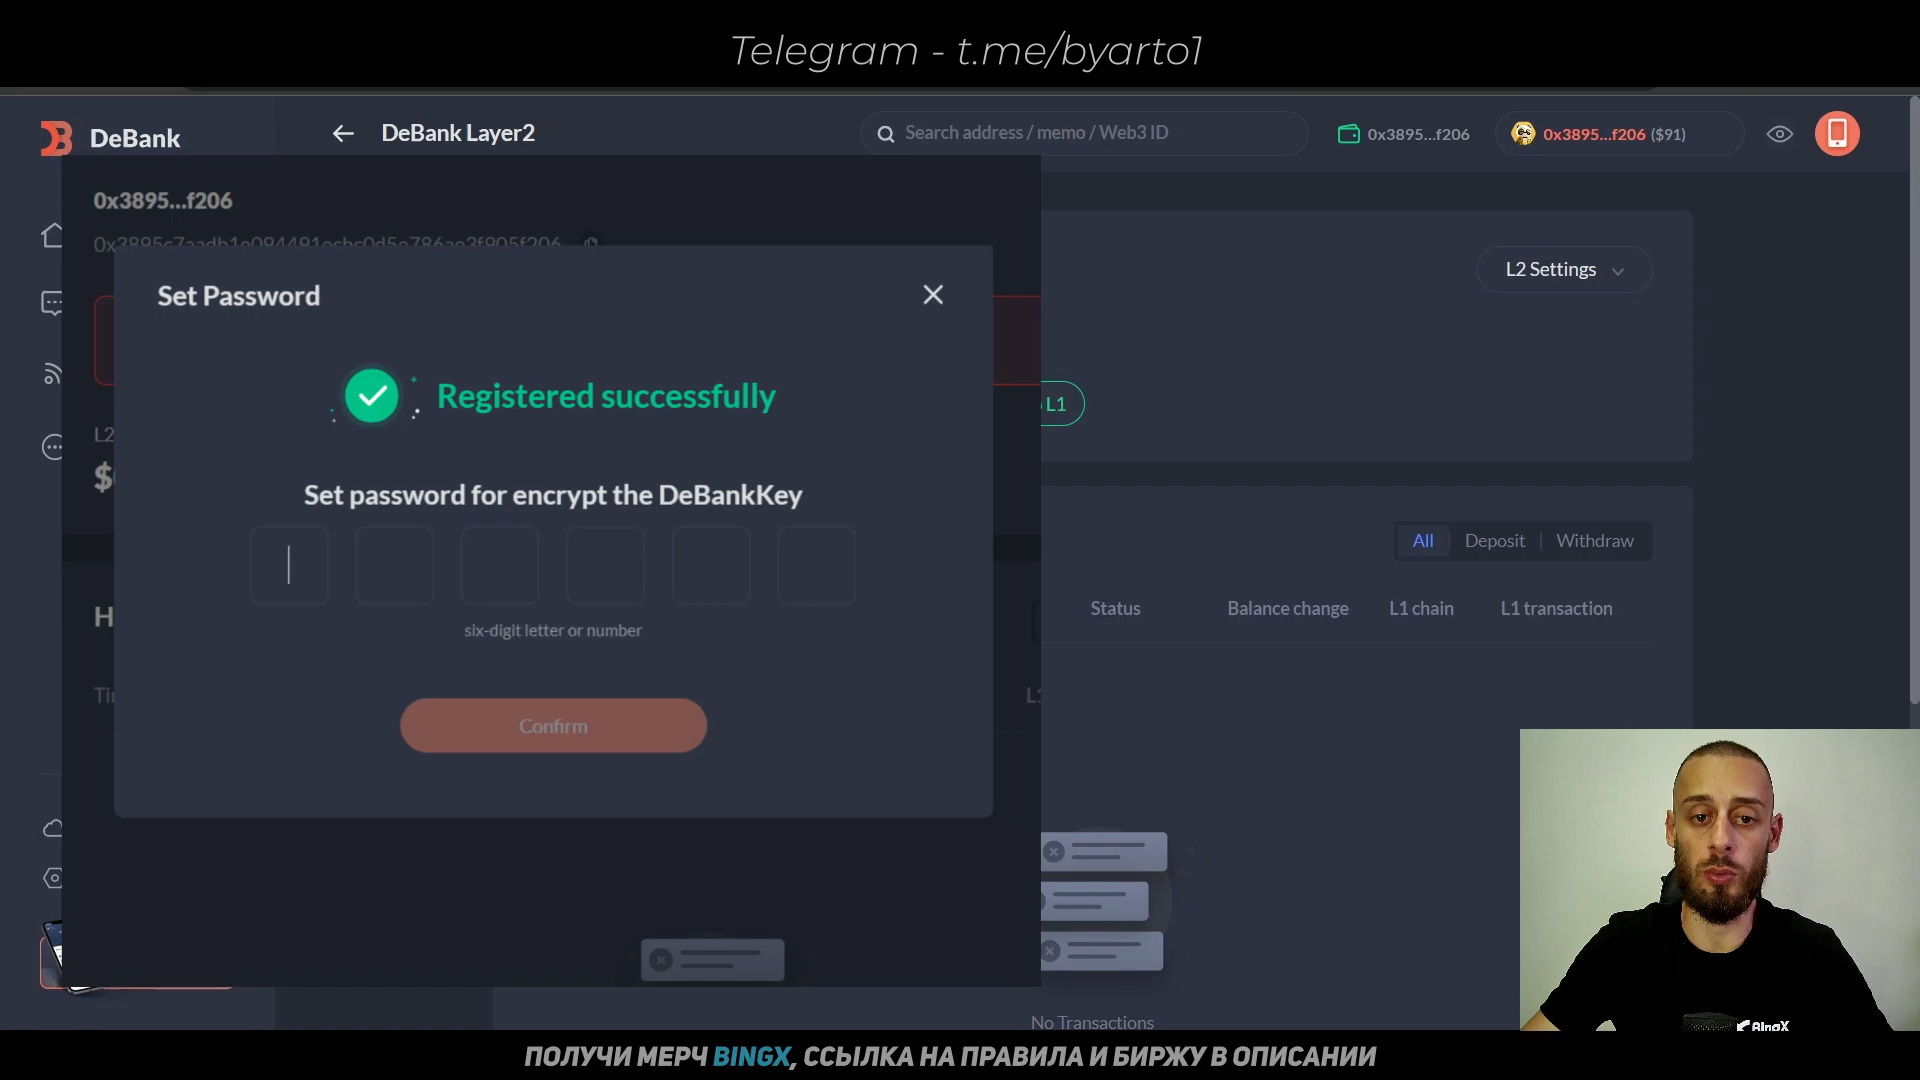 Telegram - t.me/byarto1
DeBank
DeBank Layer2
Search address / memo / Web3 ID
0x3895...f206
0x3895...f206 ($91)
0x3895...f206
L2 Settings
Set Password
Registered successfully
L1
L2
Set password for encrypt the DeBankKey
All
Deposit
Withdraw
six-digit letter or number
Status
Balance change
L1 chain
L1 transaction
Confirm
No Transactions
BingX
ПОЛУЧИ МЕРЧ BINGX, ССЫЛКА НА ПРАВИЛА И БИРЖУ В ОПИСАНИИ